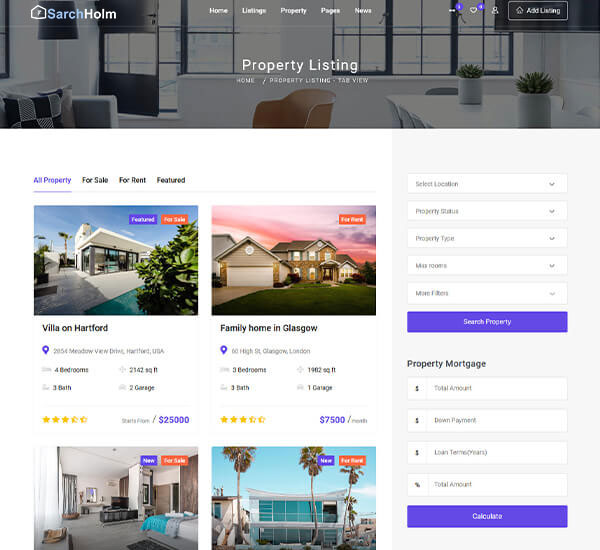 SarchHolm
Home Listings Property Pages News
Add Listing
Property Listing
HOME / PROPERTY LISTING - TAB VIEW
All Property For Sale For Rent Featured
Featured For Sale
Villa on Hartford
2854 Meadow View Drive, Hartford, USA
4 Bedrooms 2142 sq ft
3 Bath 2 Garage
Starts From / $25000
For Rent
Family home in Glasgow
60 High St, Glasgow, London
3 Bedrooms 1982 sq ft
3 Bath 1 Garage
$7500 / month
New For Sale
New For Rent
Select Location
Property Status
Property Type
Max rooms
More Filters
Search Property
Property Mortgage
$ Total Amount
$ Down Payment
$ Loan Terms(Years)
% Total Amount
Calculate